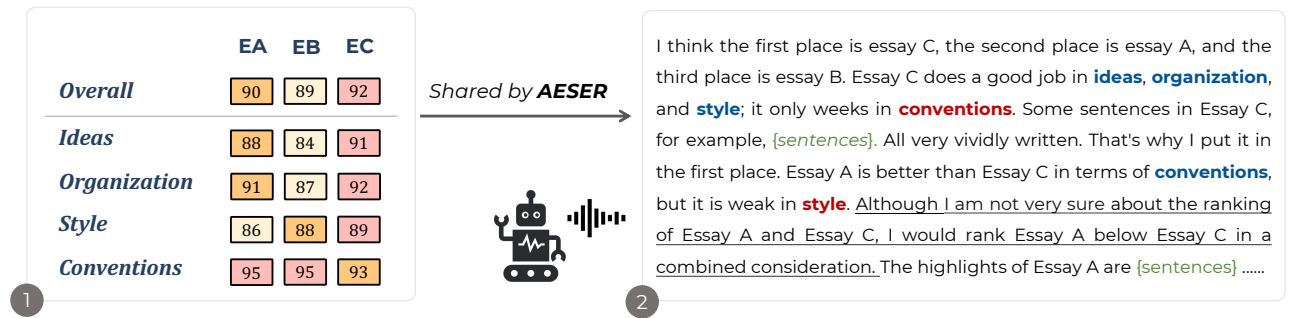 EA EB EC
Overall 90 89 92
Ideas 88 84 91
Organization 91 87 92
Style 86 88 89
Conventions 95 95 93
1
Shared by AESER
I think the first place is essay C, the second place is essay A, and the
third place is essay B. Essay C does a good job in ideas, organization,
and style; it only weeks in conventions. Some sentences in Essay C,
for example, {sentences}. All very vividly written. That's why I put it in
the first place. Essay A is better than Essay C in terms of conventions,
but it is weak in style. Although I am not very sure about the ranking
of Essay A and Essay C, I would rank Essay A below Essay C in a
combined consideration. The highlights of Essay A are {sentences} ......
2